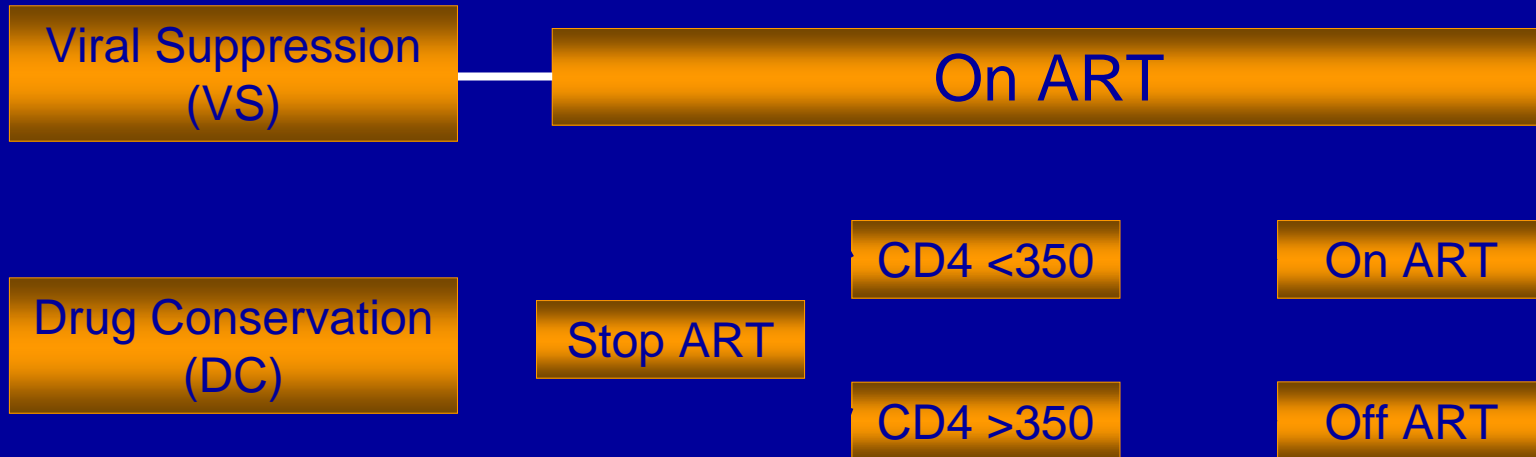 Viral Suppression
(VS)
On ART
CD4 <350
On ART
Drug Conservation
(DC)
Stop ART
CD4 >350
Off ART